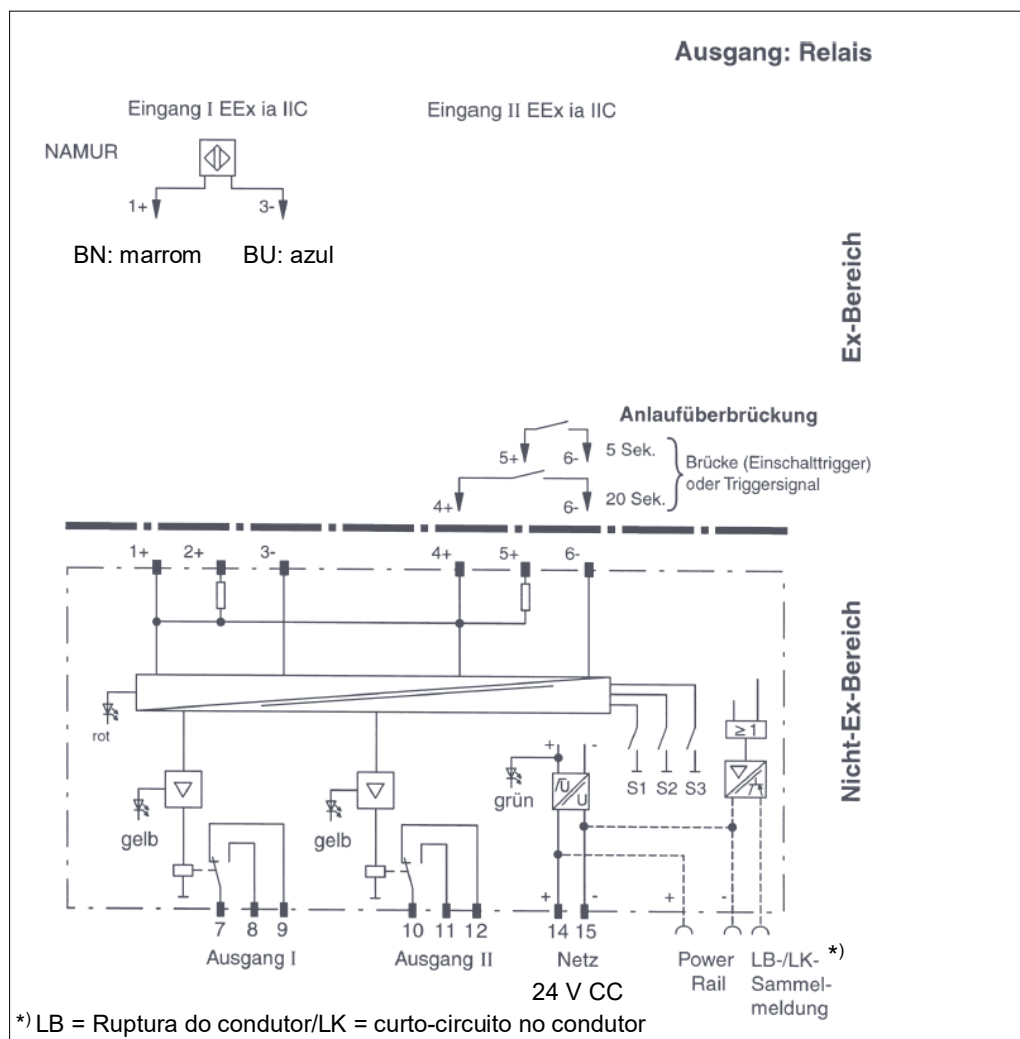 Ausgang: Relais
Eingang I EEx ia IIC
Eingang II EEx ia IIC
NAMUR
1+
3-
BN: marrom
BU: azul
Ex-Bereich
Anlaufüberbrückung
5+
6-
5 Sek.
4+
6-
20 Sek.
Brücke (Einschalttrigger)
oder Triggersignal
1+
2+
3-
4+
5+
6-
Nicht-Ex-Bereich
rot
gelb
gelb
+
-
grün
U
U
S1
S2
S3
≥1
+
-
+
-
7
8
9
10
11
12
14
15
Ausgang I
Ausgang II
Netz
24 V CC
Power
Rail
LB-/LK- *)
Sammel-
meldung
*) LB = Ruptura do condutor/LK = curto-circuito no condutor